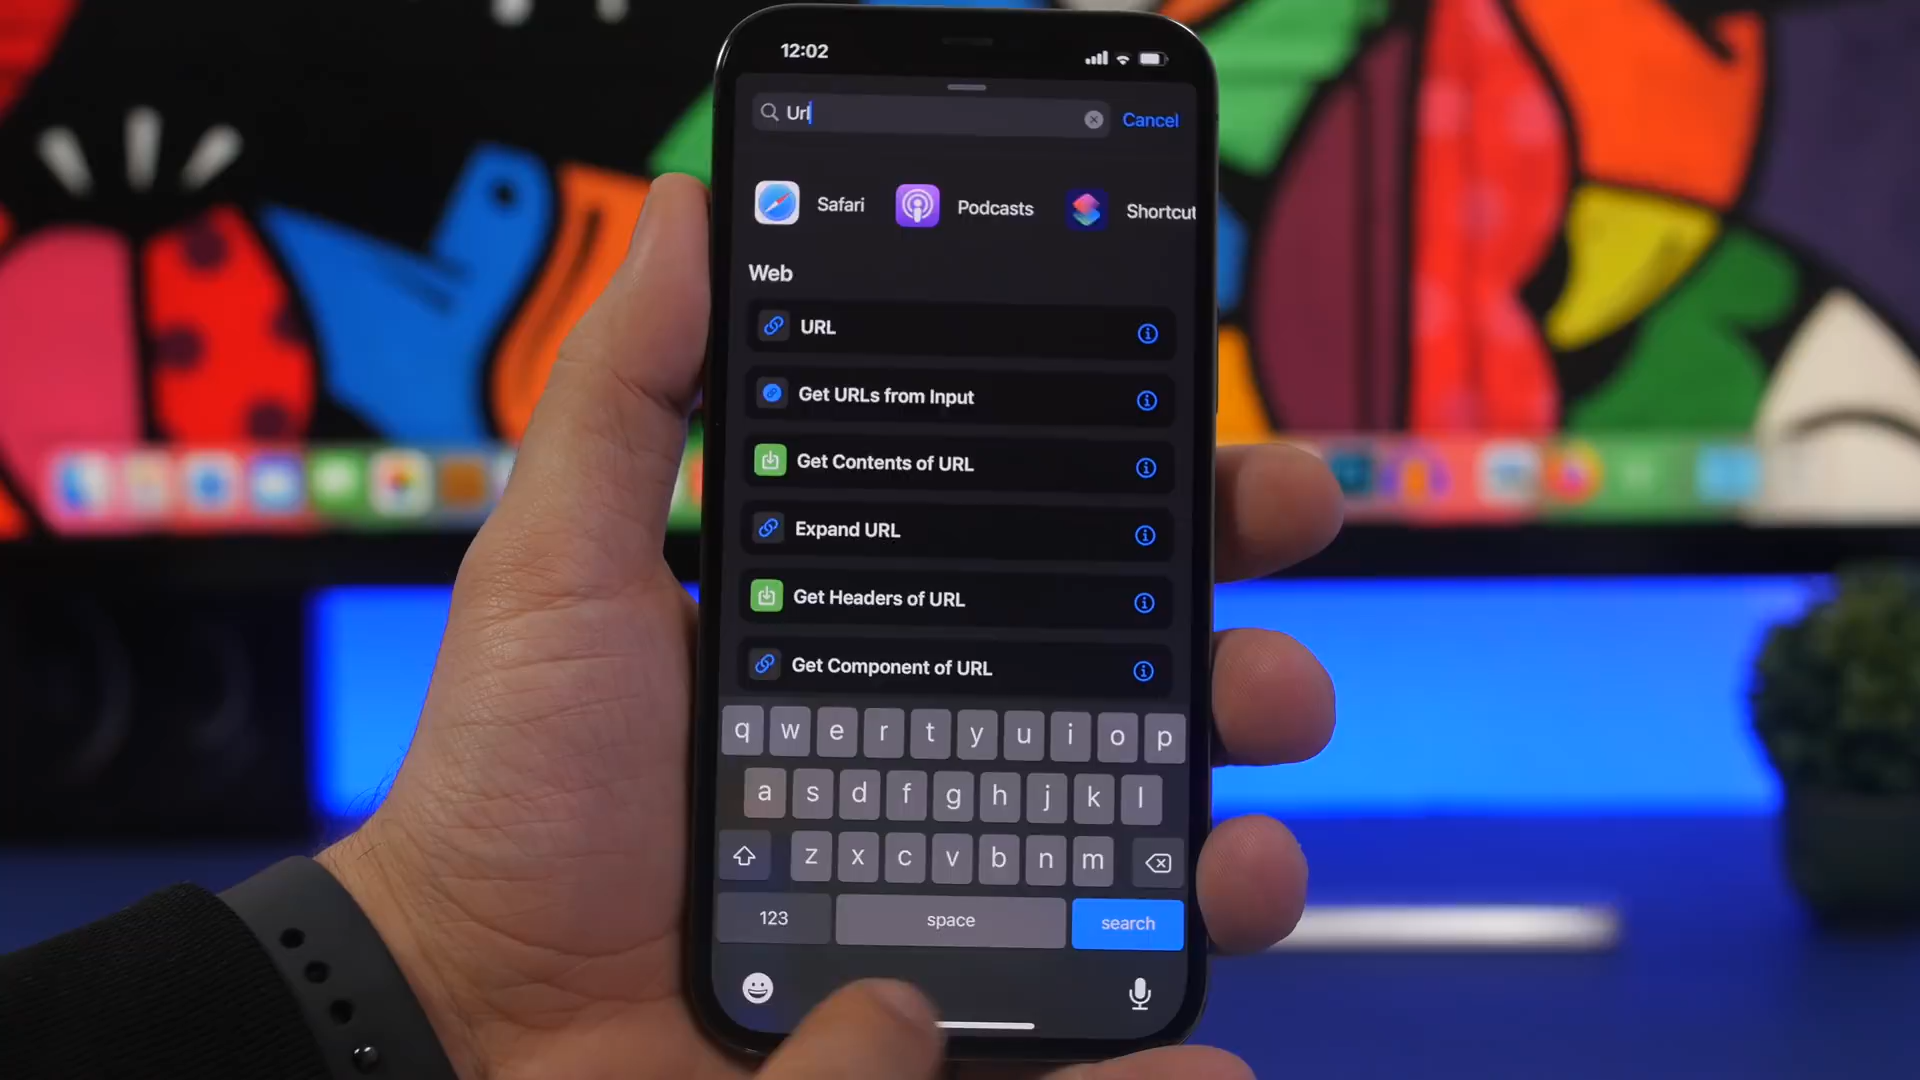 12:02
Url
Cancel
Safari
Podcasts
Shortcut
Web
URL
Get URLs from Input
Get Contents of URL
Expand URL
Get Headers of URL
Get Component of URL
q w e r t y u i o p
a s d f g h j k l
z x c v b n m
123
space
search